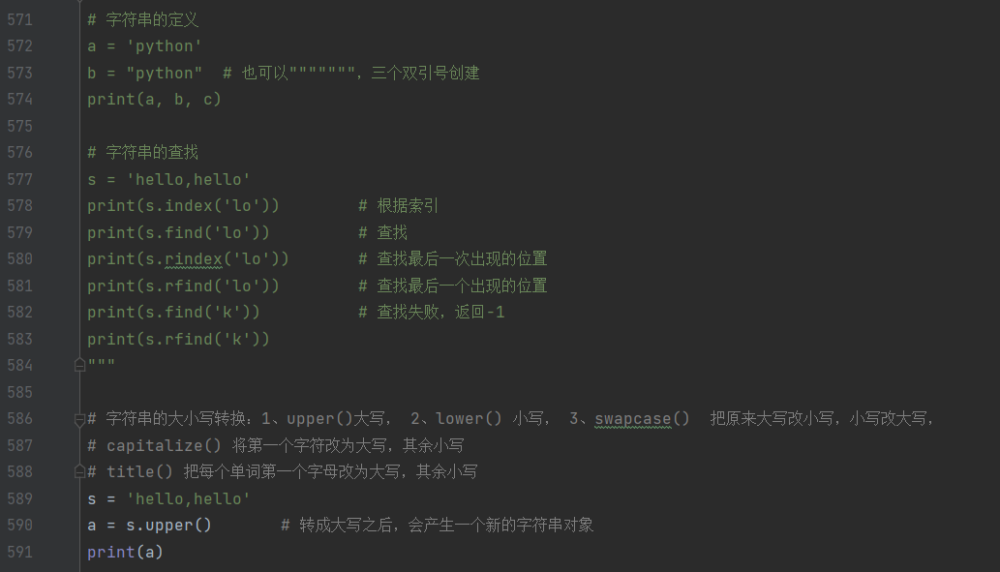 571 # 字符串的定义
572 a = 'python'
573 b = "python"  # 也可以"""""""，三个双引号创建
574 print(a, b, c)
575
576 # 字符串的查找
577 s = 'hello,hello'
578 print(s.index('lo'))        # 根据索引
579 print(s.find('lo'))         # 查找
580 print(s.rindex('lo'))       # 查找最后一次出现的位置
581 print(s.rfind('lo'))        # 查找最后一个出现的位置
582 print(s.find('k'))          # 查找失败，返回-1
583 print(s.rfind('k'))
584 """
585
586 # 字符串的大小写转换：1、upper()大写， 2、lower() 小写， 3、swapcase()  把原来大写改小写，小写改大写，
587 # capitalize() 将第一个字符改为大写，其余小写
588 # title() 把每个单词第一个字母改为大写，其余小写
589 s = 'hello,hello'
590 a = s.upper()       # 转成大写之后，会产生一个新的字符串对象
591 print(a)